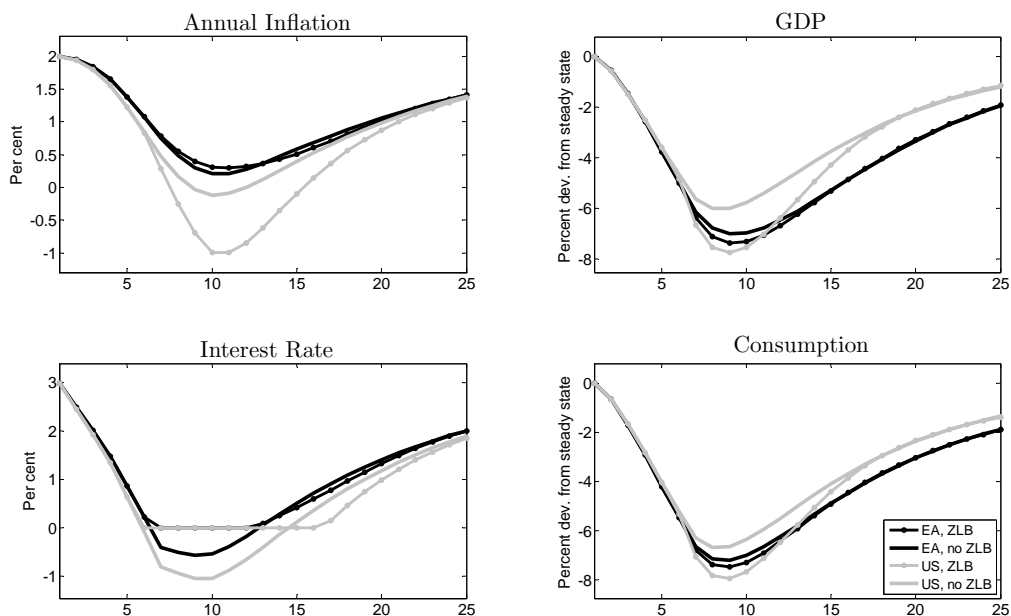 Annual Inflation
Per cent
2
1.5
1
0.5
0
-0.5
-1
5 10 15 20 25
GDP
Percent dev. from steady state
0
-2
-4
-6
-8
5 10 15 20 25
Interest Rate
Per cent
3
2
1
0
-1
5 10 15 20 25
Consumption
Percent dev. from steady state
0
-2
-4
-6
-8
5 10 15 20 25
EA, ZLB
EA, no ZLB
US, ZLB
US, no ZLB